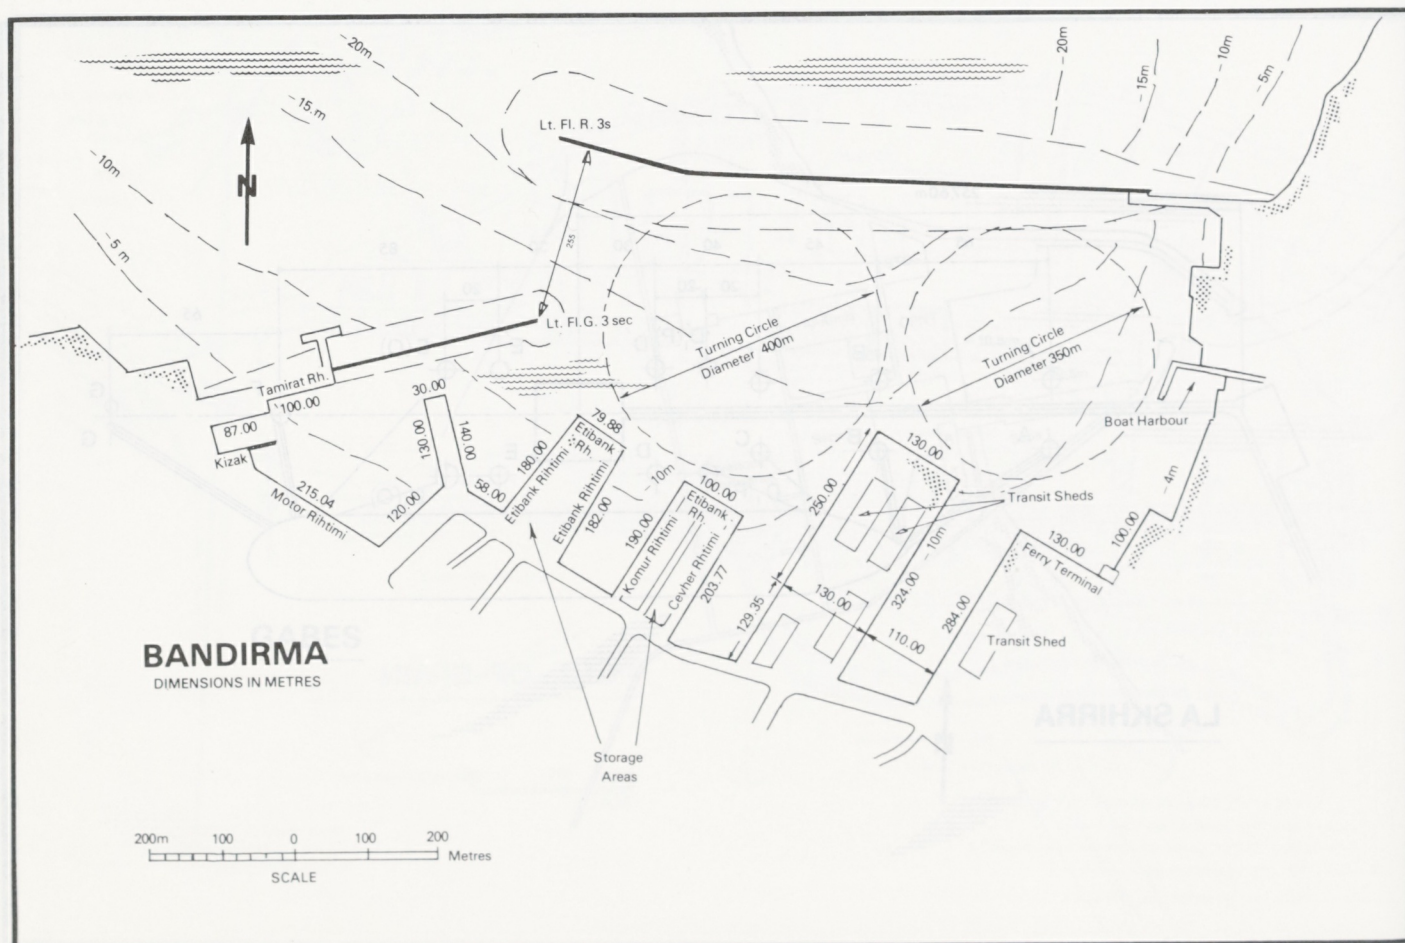 -20m
-15.m
-10m
-5 m
N
Lt. Fl. R. 3s
-20m
-15m
-10m
-5m
255
Lt. Fl.G. 3 sec
Turning Circle
Diameter 400m
Turning Circle
Diameter 350m
Boat Harbour
Tamirat Rh.
100.00
87.00
Kizak
215.04
Motor Rihtimi
120.00
130.00
30.00
140.00
58.00
180.00
Etibank Rihtimi
79.88
Etibank
Rh.
Etibank Rihtimi
182.00
-10m
100.00
Etibank
Rh.
190.00
Komur Rihtimi
Cevher Rhtimi
203.77
250.00
129.35
130.00
Transit Sheds
-10m
324.00
130.00
110.00
284.00
130.00
Ferry Terminal
100.00
-4m
Transit Shed
Storage
Areas
BANDIRMA
DIMENSIONS IN METRES
200m 100 0 100 200
Metres
SCALE
GABES
LA SKHIRRA